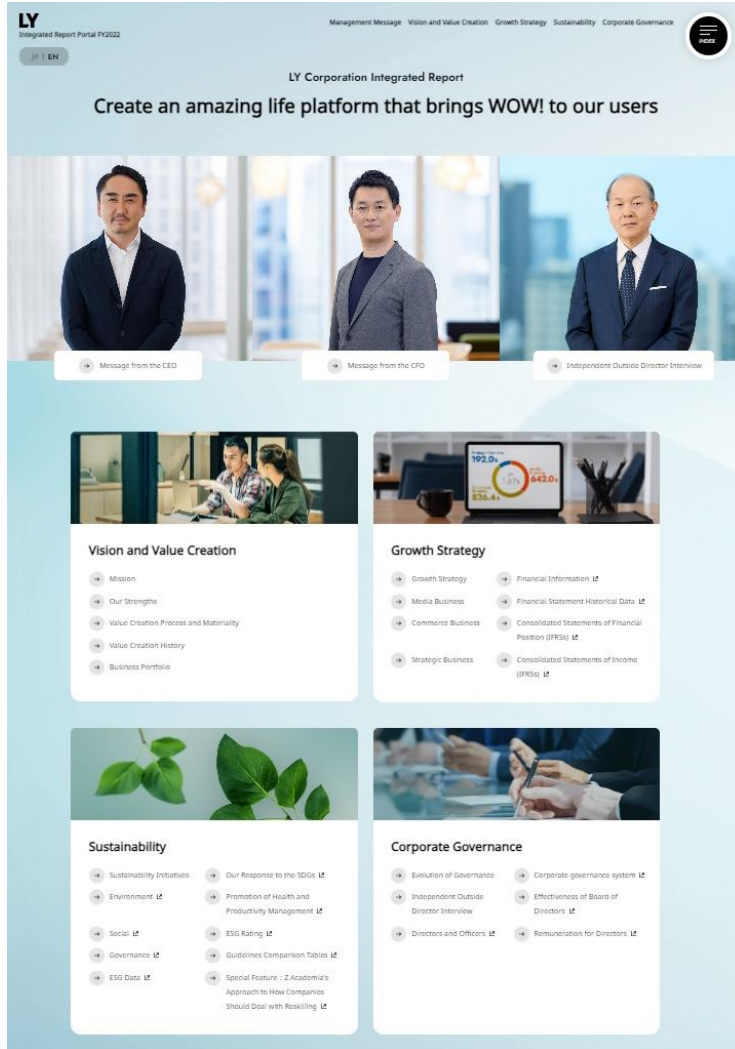 LY
Integrated Report Portal FY2022
Management Message Vision and Value Creation Growth Strategy Sustainability Corporate Governance
INDEX
JP | EN
LY Corporation Integrated Report
Create an amazing life platform that brings WOW! to our users
Message from the CEO
Message from the CFO
Independent Outside Director Interview
Vision and Value Creation
Mission
Our Strengths
Value Creation Process and Materiality
Value Creation History
Business Portfolio
192.0
642.0
836.4
Growth Strategy
Growth Strategy
Media Business
Commerce Business
Strategic Business
Financial Information
Financial Statement Historical Data
Consolidated Statements of Financial
Position (IFRSs)
Consolidated Statements of Income
(IFRSs)
Sustainability
Sustainability Initiatives
Environment
Social
Governance
ESG Data
Our Response to the SDGs
Promotion of Health and
Productivity Management
ESG Rating
Guidelines Comparison Tables
Special Feature : Z Academia's
Approach to How Companies
Should Deal with Reskilling
Corporate Governance
Evolution of Governance
Independent Outside
Director Interview
Directors and Officers
Corporate governance system
Effectiveness of Board of
Directors
Remuneration for Directors